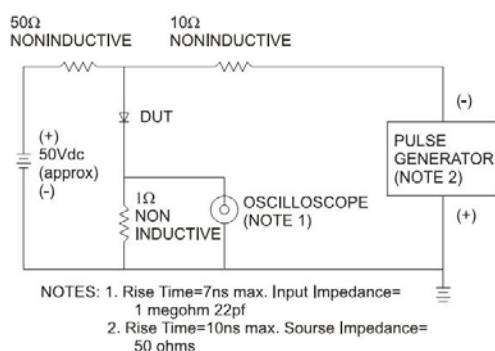 50Ω
NONINDUCTIVE
10Ω
NONINDUCTIVE
(+)
50Vdc
(approx)
(-)
DUT
1Ω
NON
INDUCTIVE
OSCILLOSCOPE
(NOTE 1)
(-)
PULSE
GENERATOR
(NOTE 2)
(+)
NOTES: 1. Rise Time=7ns max. Input Impedance=
1 megohm 22pf
2. Rise Time=10ns max. Sourse Impedance=
50 ohms